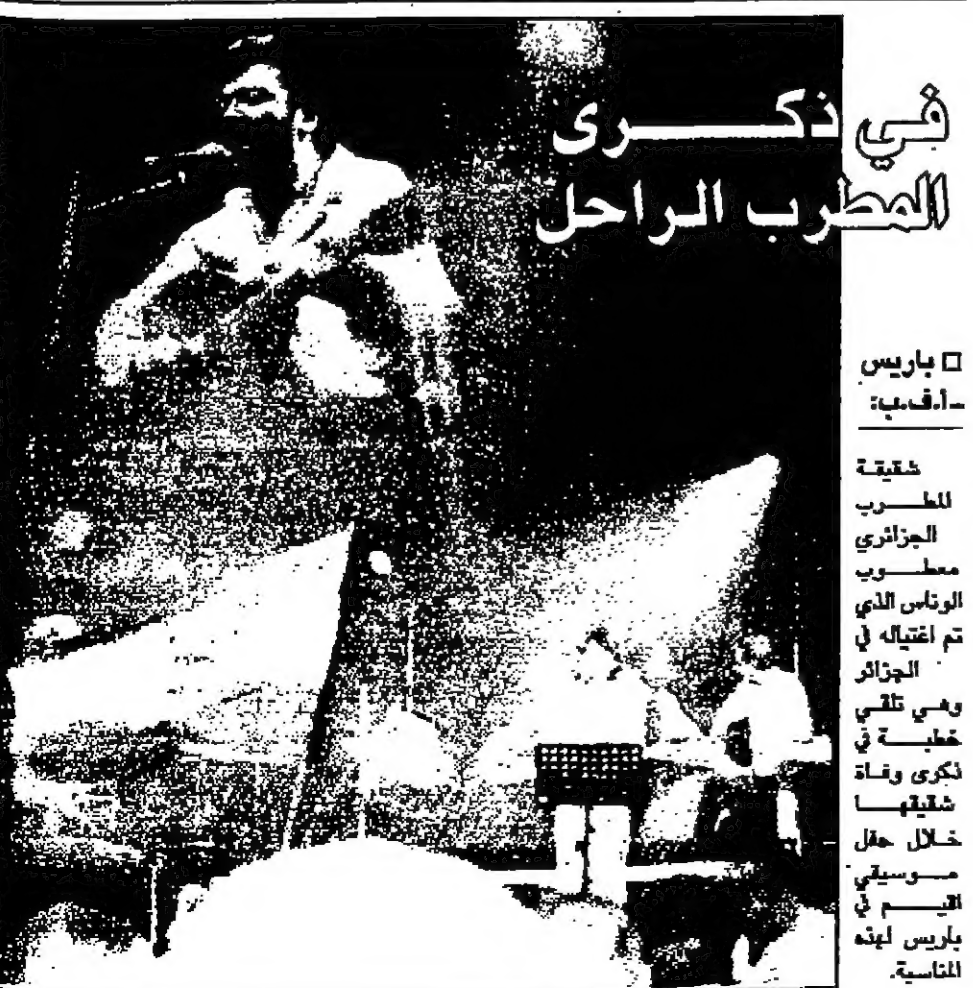 في ذكرى
المطرب الراحل
□ باريس
ـ أ.ف.ب:
شقيقة
المطرب
الجزائري
معطوب
الوناس الذي
تم اغتياله في
الجزائر
وهي تلقي
خطبة في
ذكرى وفاة
شقيقها
خلال حفل
موسيقي
اقيم في
باريس لهذه
المناسبة.